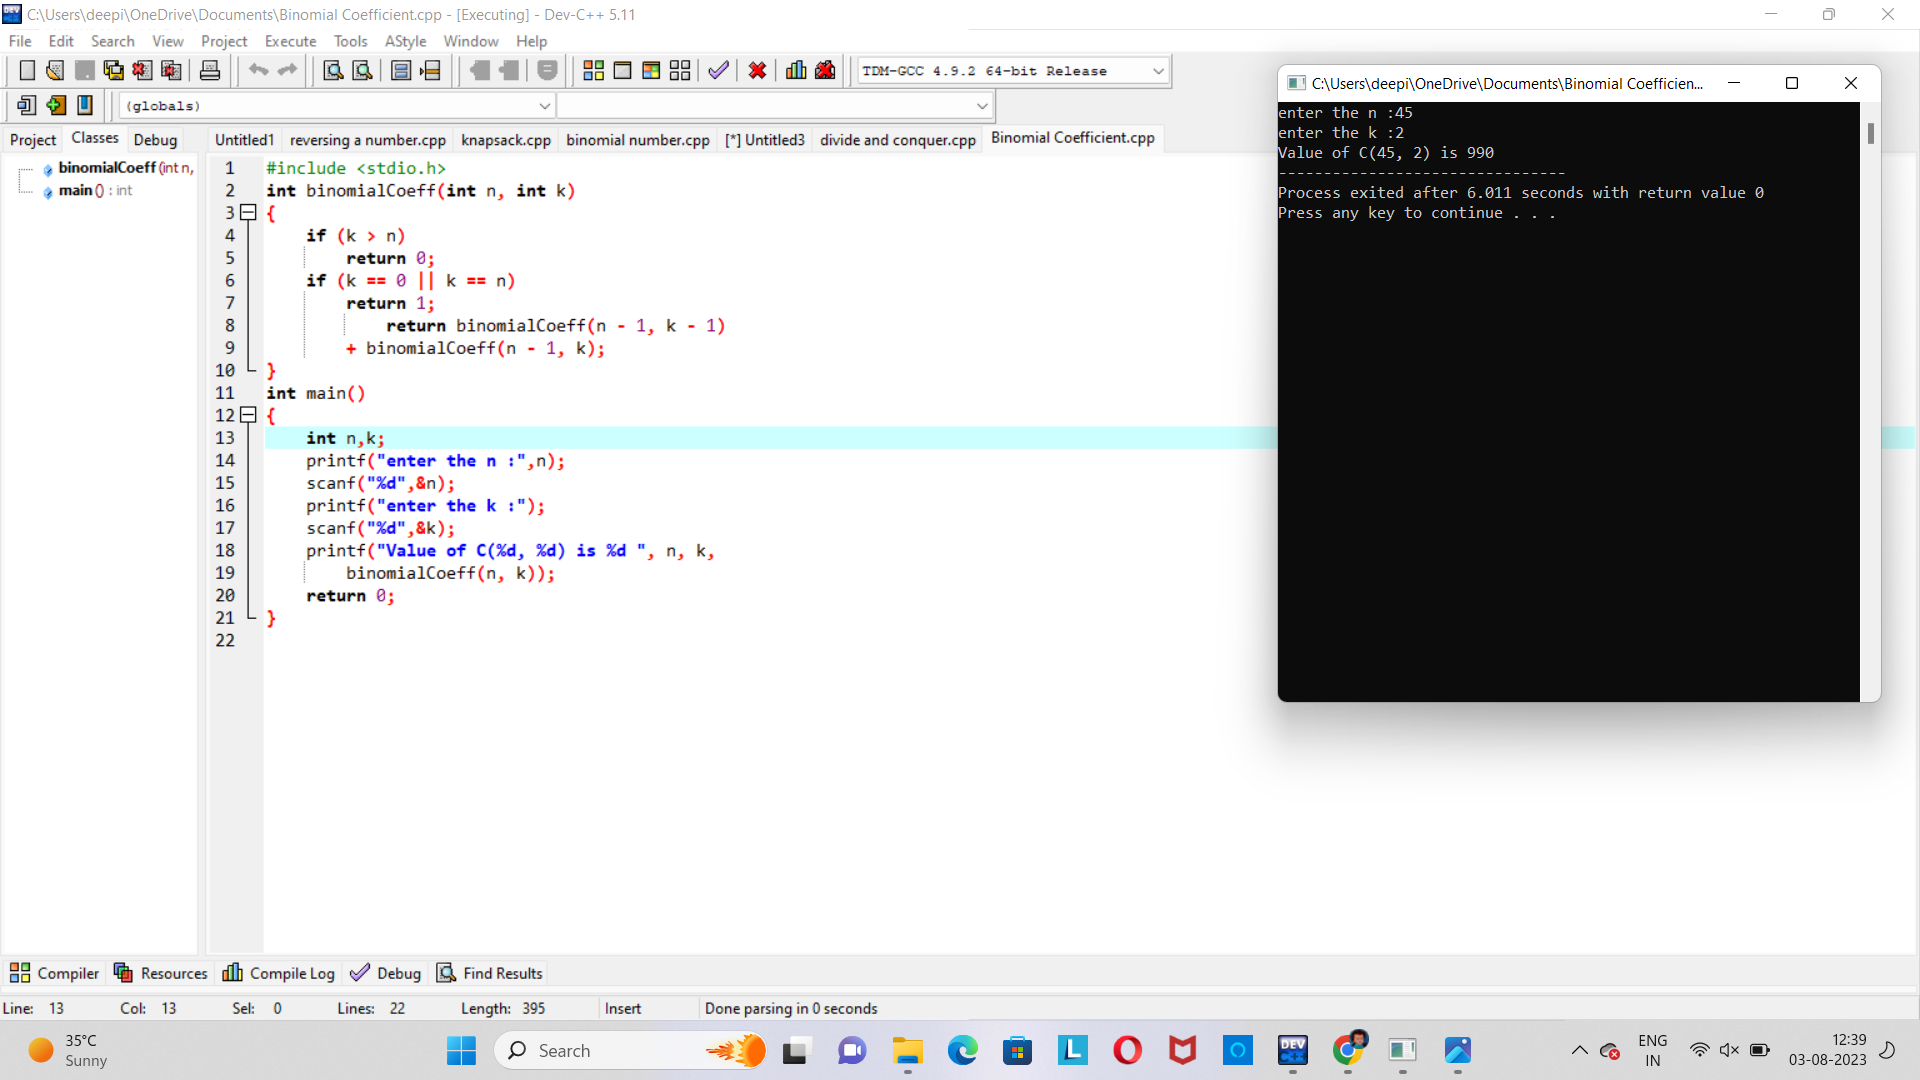 C:\Users\deepi\OneDrive\Documents\Binomial Coefficient.cpp - [Executing] - Dev-C++ 5.11
File Edit Search View Project Execute Tools AStyle Window Help
TDM-GCC 4.9.2 64-bit Release
(globals)
Project Classes Debug
Untitled1 reversing a number.cpp knapsack.cpp binomial number.cpp [*] Untitled3 divide and conquer.cpp Binomial Coefficient.cpp
binomialCoeff (int n,
main () : int
1 #include <stdio.h>
2 int binomialCoeff(int n, int k)
3 {
4 if (k > n)
5 return 0;
6 if (k == 0 || k == n)
7 return 1;
8 return binomialCoeff(n - 1, k - 1)
9 + binomialCoeff(n - 1, k);
10 }
11 int main()
12 {
13 int n,k;
14 printf("enter the n :",n);
15 scanf("%d",&n);
16 printf("enter the k :");
17 scanf("%d",&k);
18 printf("Value of C(%d, %d) is %d ", n, k,
19 binomialCoeff(n, k));
20 return 0;
21 }
22
C:\Users\deepi\OneDrive\Documents\Binomial Coefficien...
enter the n :45
enter the k :2
Value of C(45, 2) is 990
--------------------------------
Process exited after 6.011 seconds with return value 0
Press any key to continue . . .
Compiler Resources Compile Log Debug Find Results
Line: 13 Col: 13 Sel: 0 Lines: 22 Length: 395 Insert Done parsing in 0 seconds
35°C
Sunny
Search
DEV
C++
ENG
IN
12:39
03-08-2023